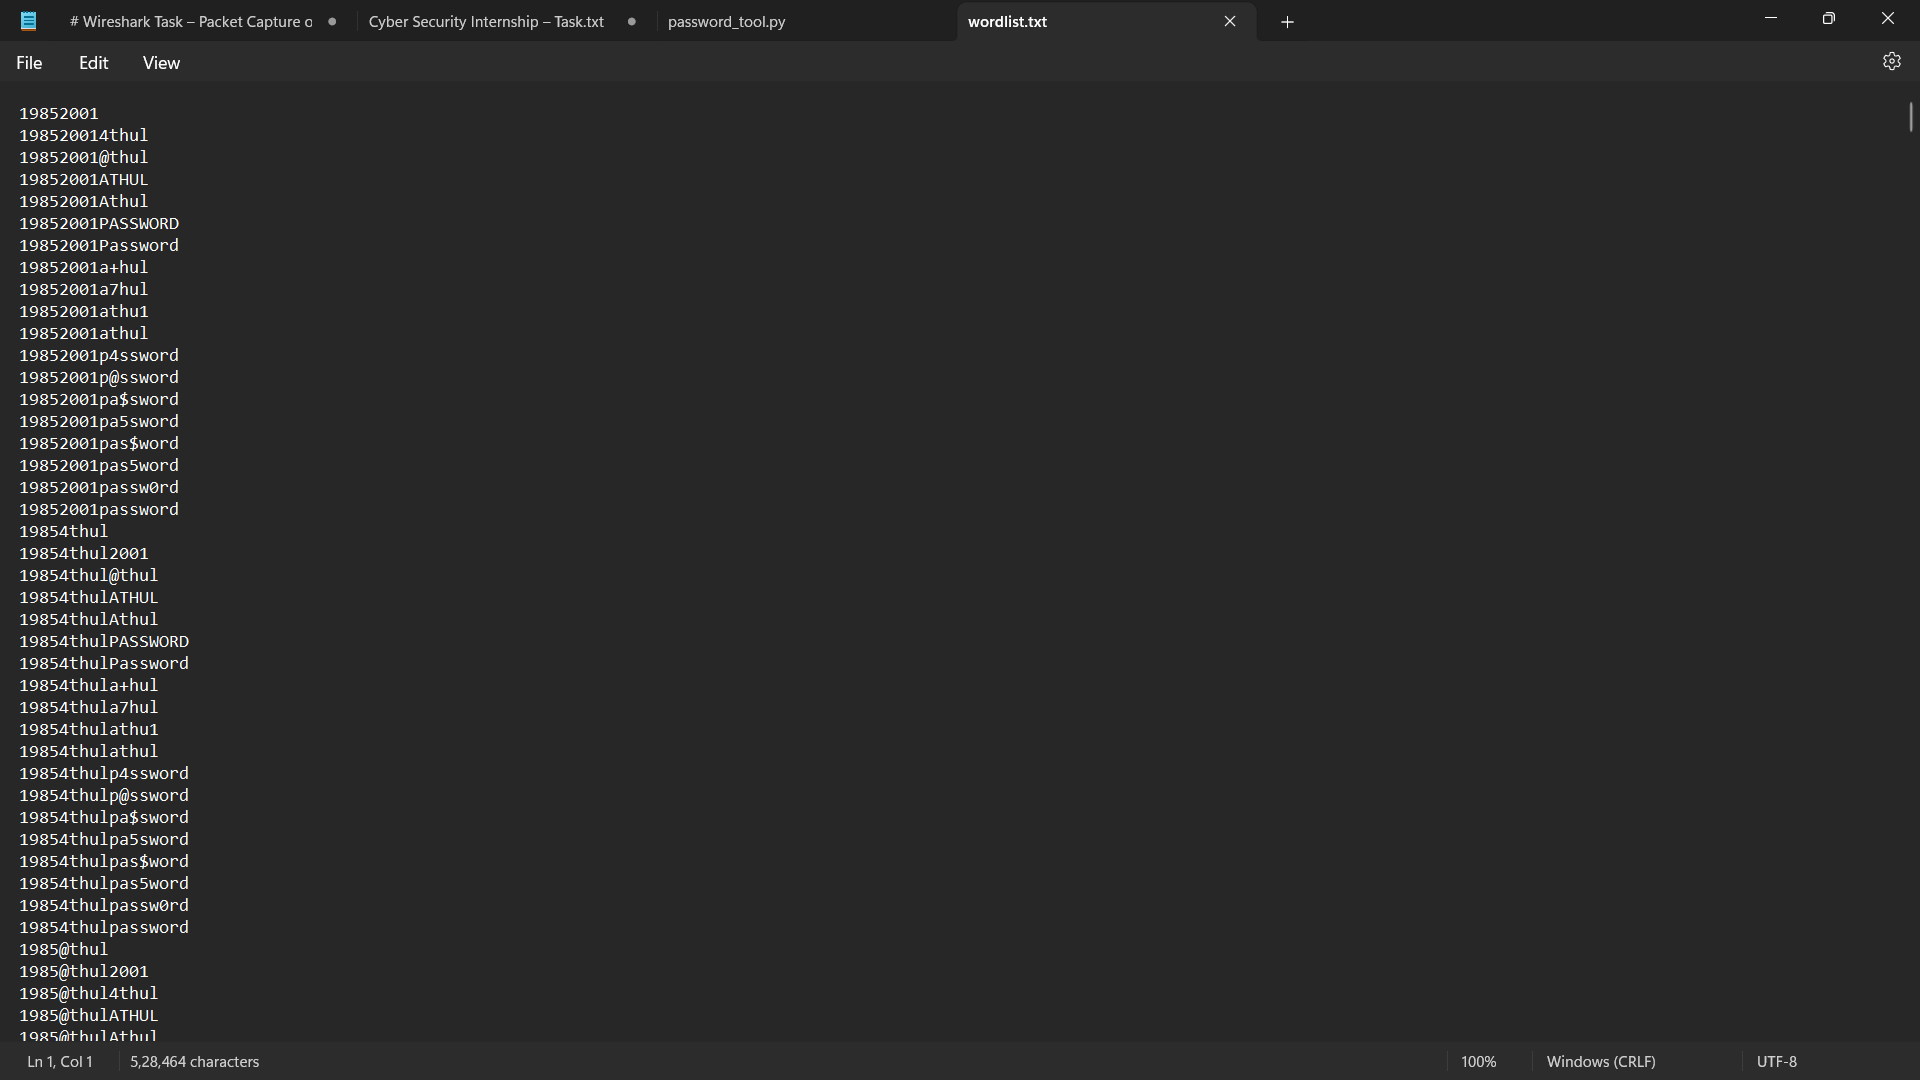 # Wireshark Task – Packet Capture o
Cyber Security Internship – Task.txt
password_tool.py
wordlist.txt
File Edit View
19852001
198520014thul
19852001@thul
19852001ATHUL
19852001Athul
19852001PASSWORD
19852001Password
19852001a+hul
19852001a7hul
19852001athu1
19852001athul
19852001p4ssword
19852001p@ssword
19852001pa$sword
19852001pa5sword
19852001pas$word
19852001pas5word
19852001passw0rd
19852001password
19854thul
19854thul2001
19854thul@thul
19854thulATHUL
19854thulAthul
19854thulPASSWORD
19854thulPassword
19854thula+hul
19854thula7hul
19854thulathu1
19854thulathul
19854thulp4ssword
19854thulp@ssword
19854thulpa$sword
19854thulpa5sword
19854thulpas$word
19854thulpas5word
19854thulpassw0rd
19854thulpassword
1985@thul
1985@thul2001
1985@thul4thul
1985@thulATHUL
1985@thulAthul
Ln 1, Col 1 5,28,464 characters 100% Windows (CRLF) UTF-8